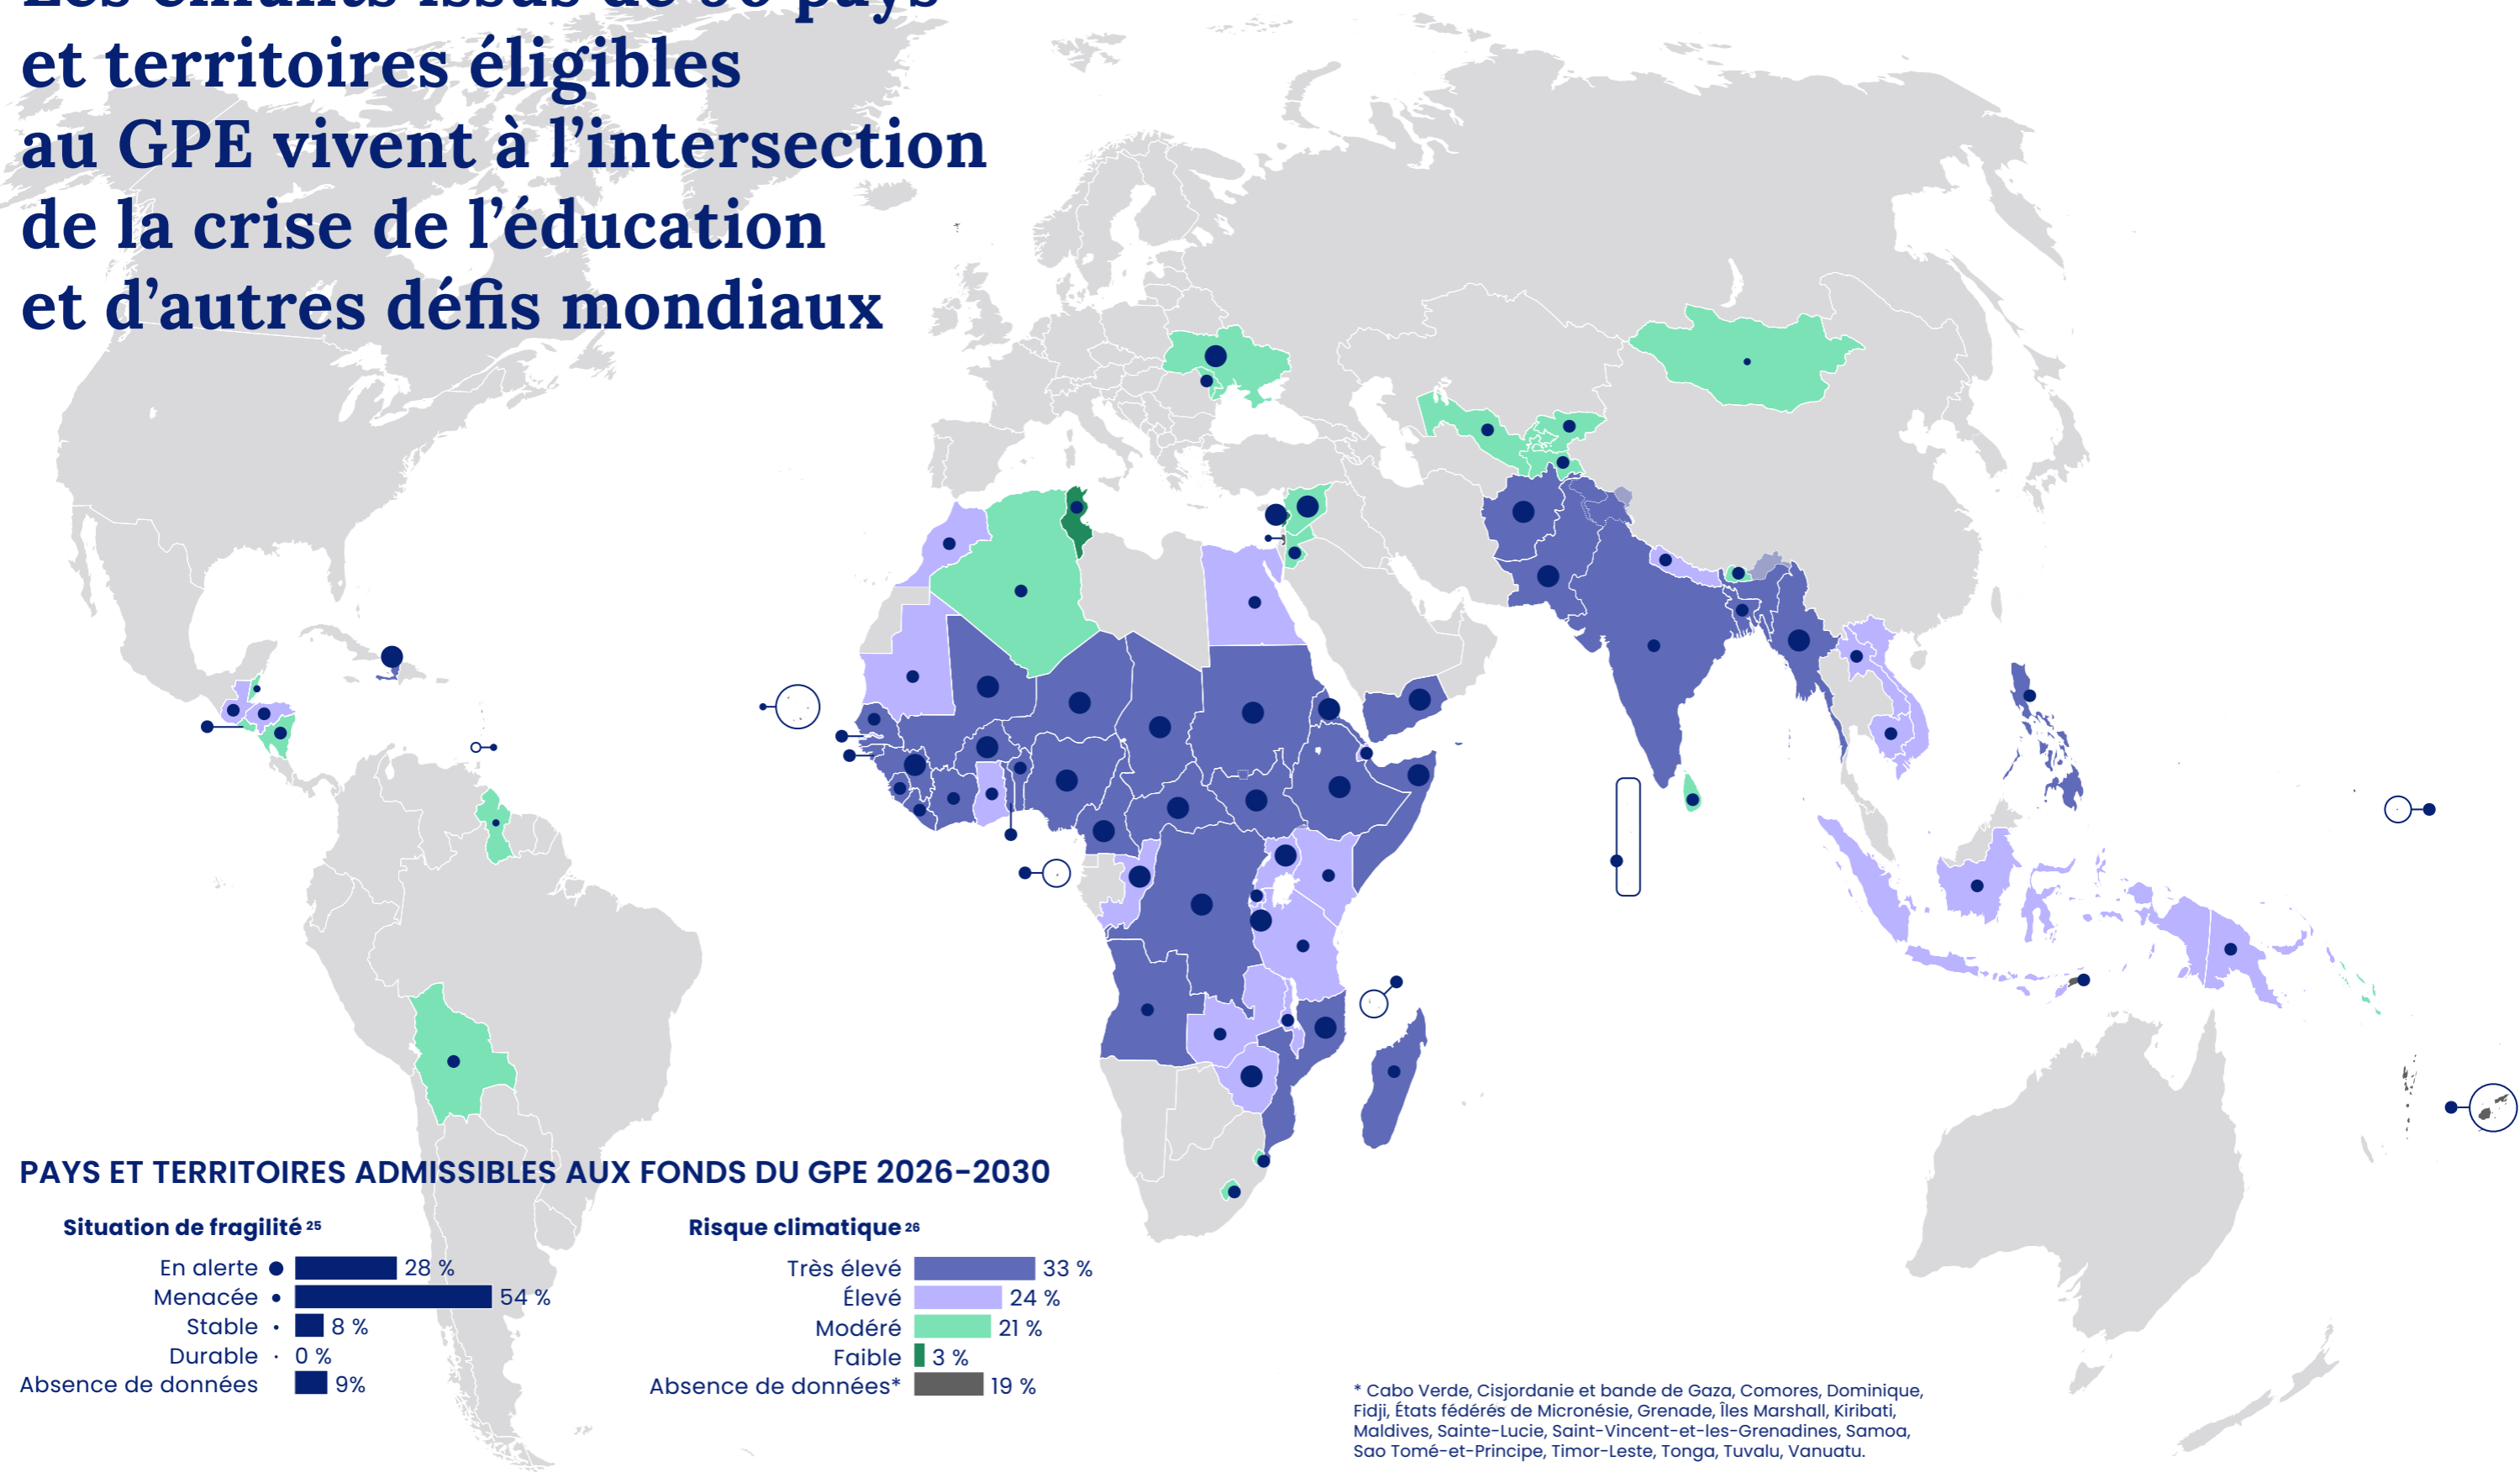 et territoires éligibles
au GPE vivent à l'intersection
de la crise de l'éducation
et d'autres défis mondiaux
PAYS ET TERRITOIRES ADMISSIBLES AUX FONDS DU GPE 2026-2030
Situation de fragilité 25
En alerte 28 %
Menacée 54 %
Stable 8 %
Durable 0 %
Absence de données 9%
Risque climatique 26
Très élevé 33 %
Élevé 24 %
Modéré 21 %
Faible 3 %
Absence de données* 19 %
* Cabo Verde, Cisjordanie et bande de Gaza, Comores, Dominique,
Fidji, États fédérés de Micronésie, Grenade, Îles Marshall, Kiribati,
Maldives, Sainte-Lucie, Saint-Vincent-et-les-Grenadines, Samoa,
Sao Tomé-et-Principe, Timor-Leste, Tonga, Tuvalu, Vanuatu.